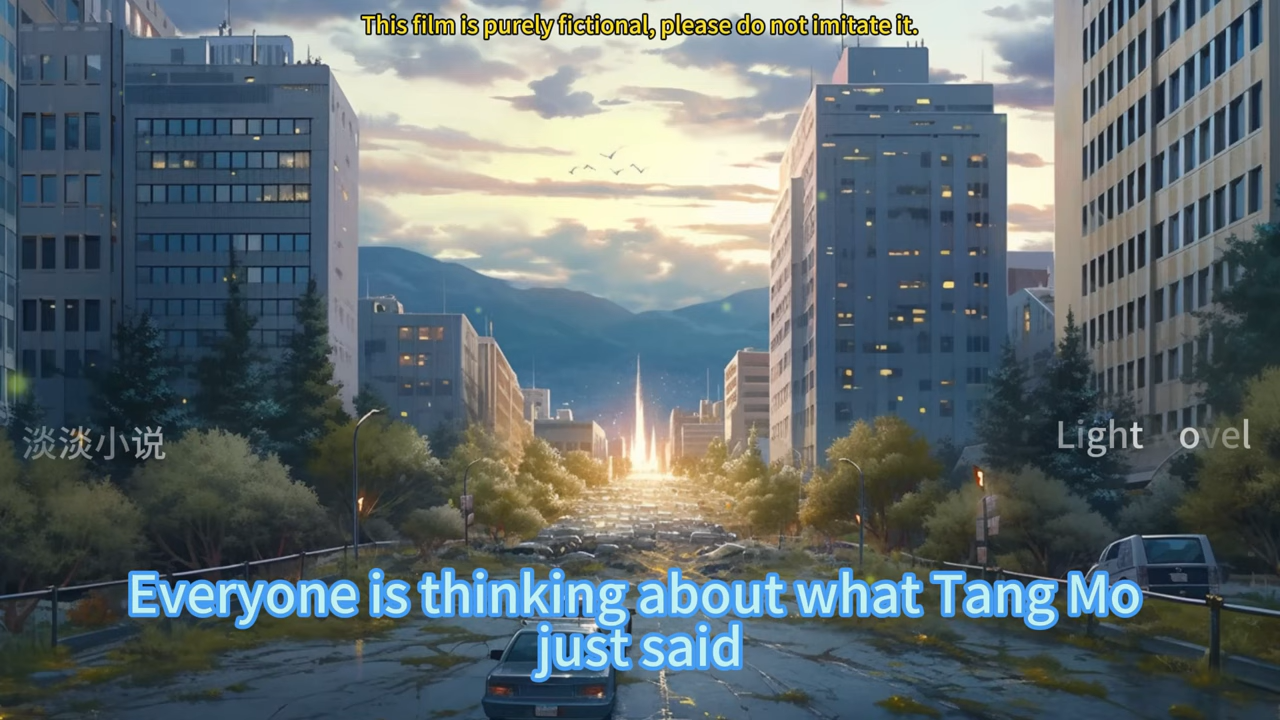 This film is purely fictional, please do not imitate it.
淡淡小说
Light ovel
Everyone is thinking about what Tang Mo
just said